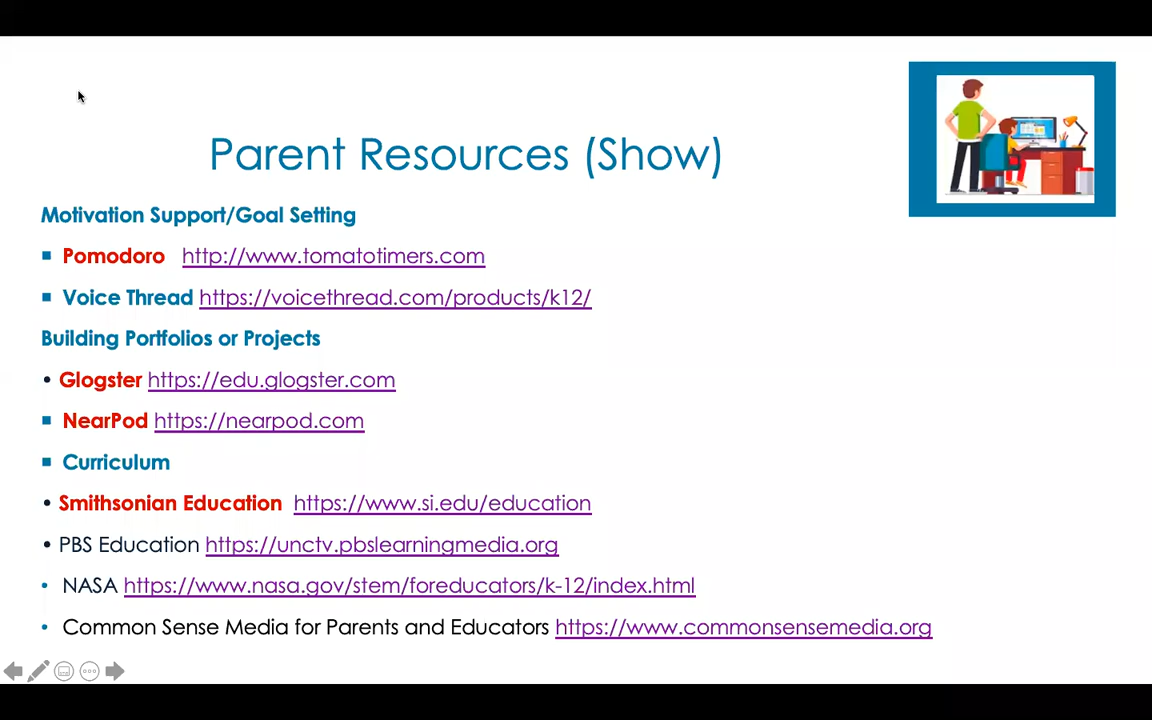 Parent Resources (Show)
Motivation Support/Goal Setting
▪ Pomodoro http://www.tomatotimers.com
▪ Voice Thread https://voicethread.com/products/k12/
Building Portfolios or Projects
• Glogster https://edu.glogster.com
▪ NearPod https://nearpod.com
▪ Curriculum
• Smithsonian Education https://www.si.edu/education
• PBS Education https://unctv.pbslearningmedia.org
• NASA https://www.nasa.gov/stem/foreducators/k-12/index.html
• Common Sense Media for Parents and Educators https://www.commonsensemedia.org